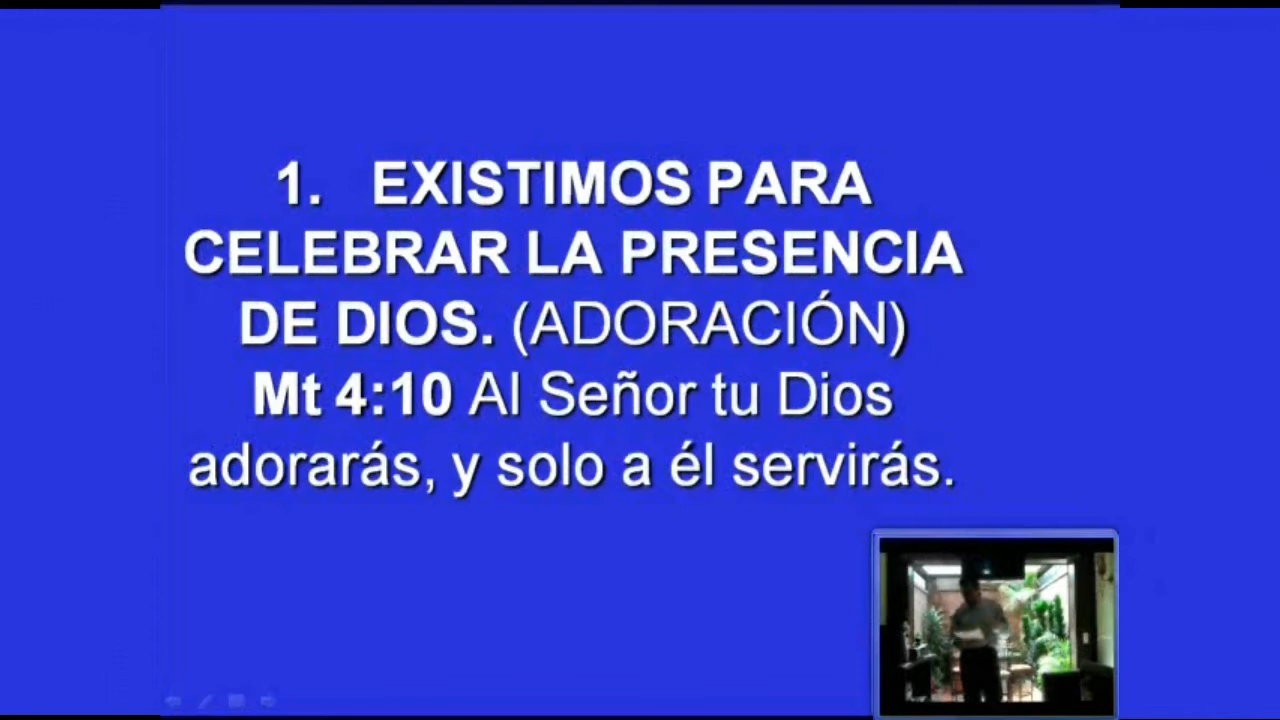 1. EXISTIMOS PARA
CELEBRAR LA PRESENCIA
DE DIOS. (ADORACIÓN)
Mt 4:10 Al Señor tu Dios
adorarás, y solo a él servirás.